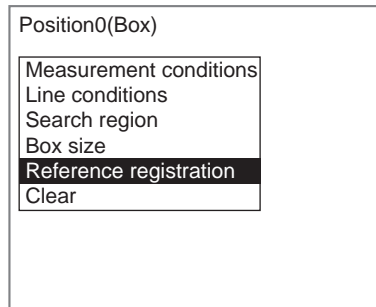 Position0(Box)
Measurement conditions
Line conditions
Search region
Box size
Reference registration
Clear